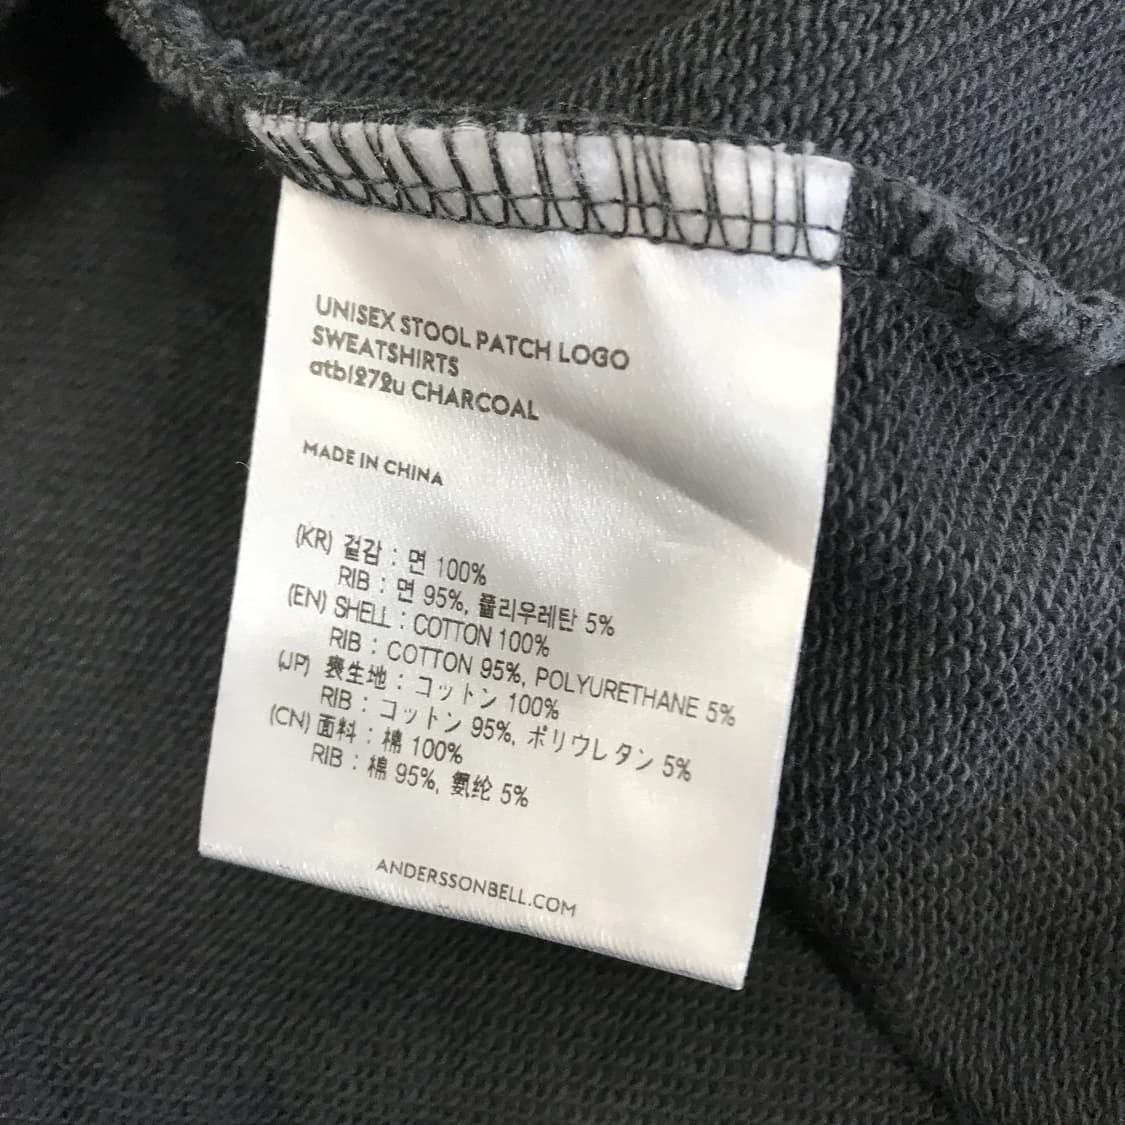 UNISEX STOOL PATCH LOGO
SWEATSHIRTS
atb1272u CHARCOAL
MADE IN CHINA
(KR) 겉감 : 면 100%
RIB : 면 95%, 폴리우레탄 5%
(EN) SHELL : COTTON 100%
RIB : COTTON 95%, POLYURETHANE 5%
(JP) 表生地 : コットン 100%
RIB : コットン 95%, ポリウレタン 5%
(CN) 面料 : 棉 100%
RIB : 棉 95%, 氨纶 5%
ANDERSSONBELL.COM